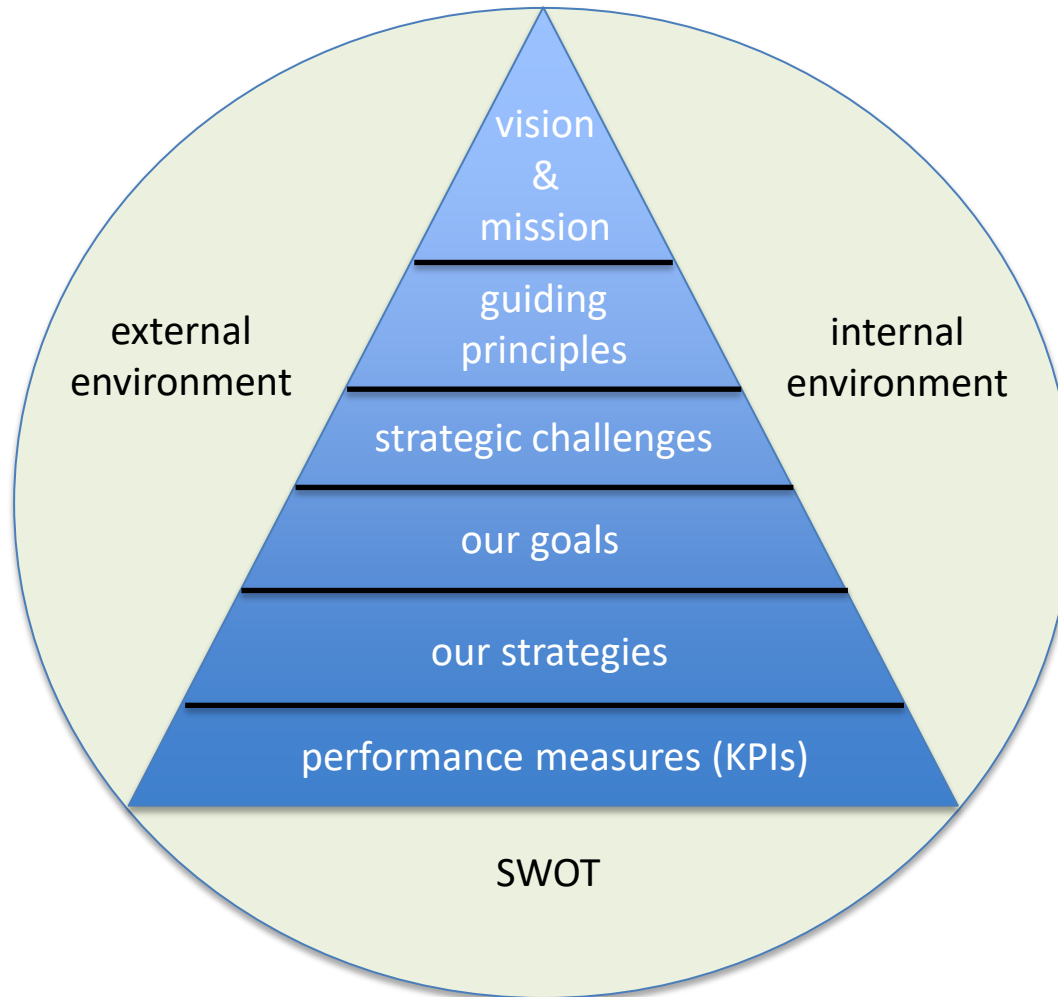 vision
&
mission
guiding
principles
external
environment
internal
environment
strategic challenges
our goals
our strategies
performance measures (KPIs)
SWOT